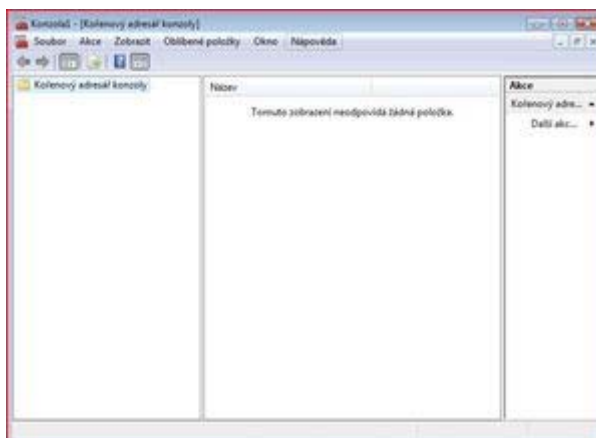 Konzola1 - [Kořenový adresář konzoly]
Soubor Akce Zobrazit Oblíbené položky Okno Nápověda
Kořenový adresář konzoly
Název
Tomuto zobrazení neodpovídá žádná položka.
Akce
Kořenový adre...
Další akc...